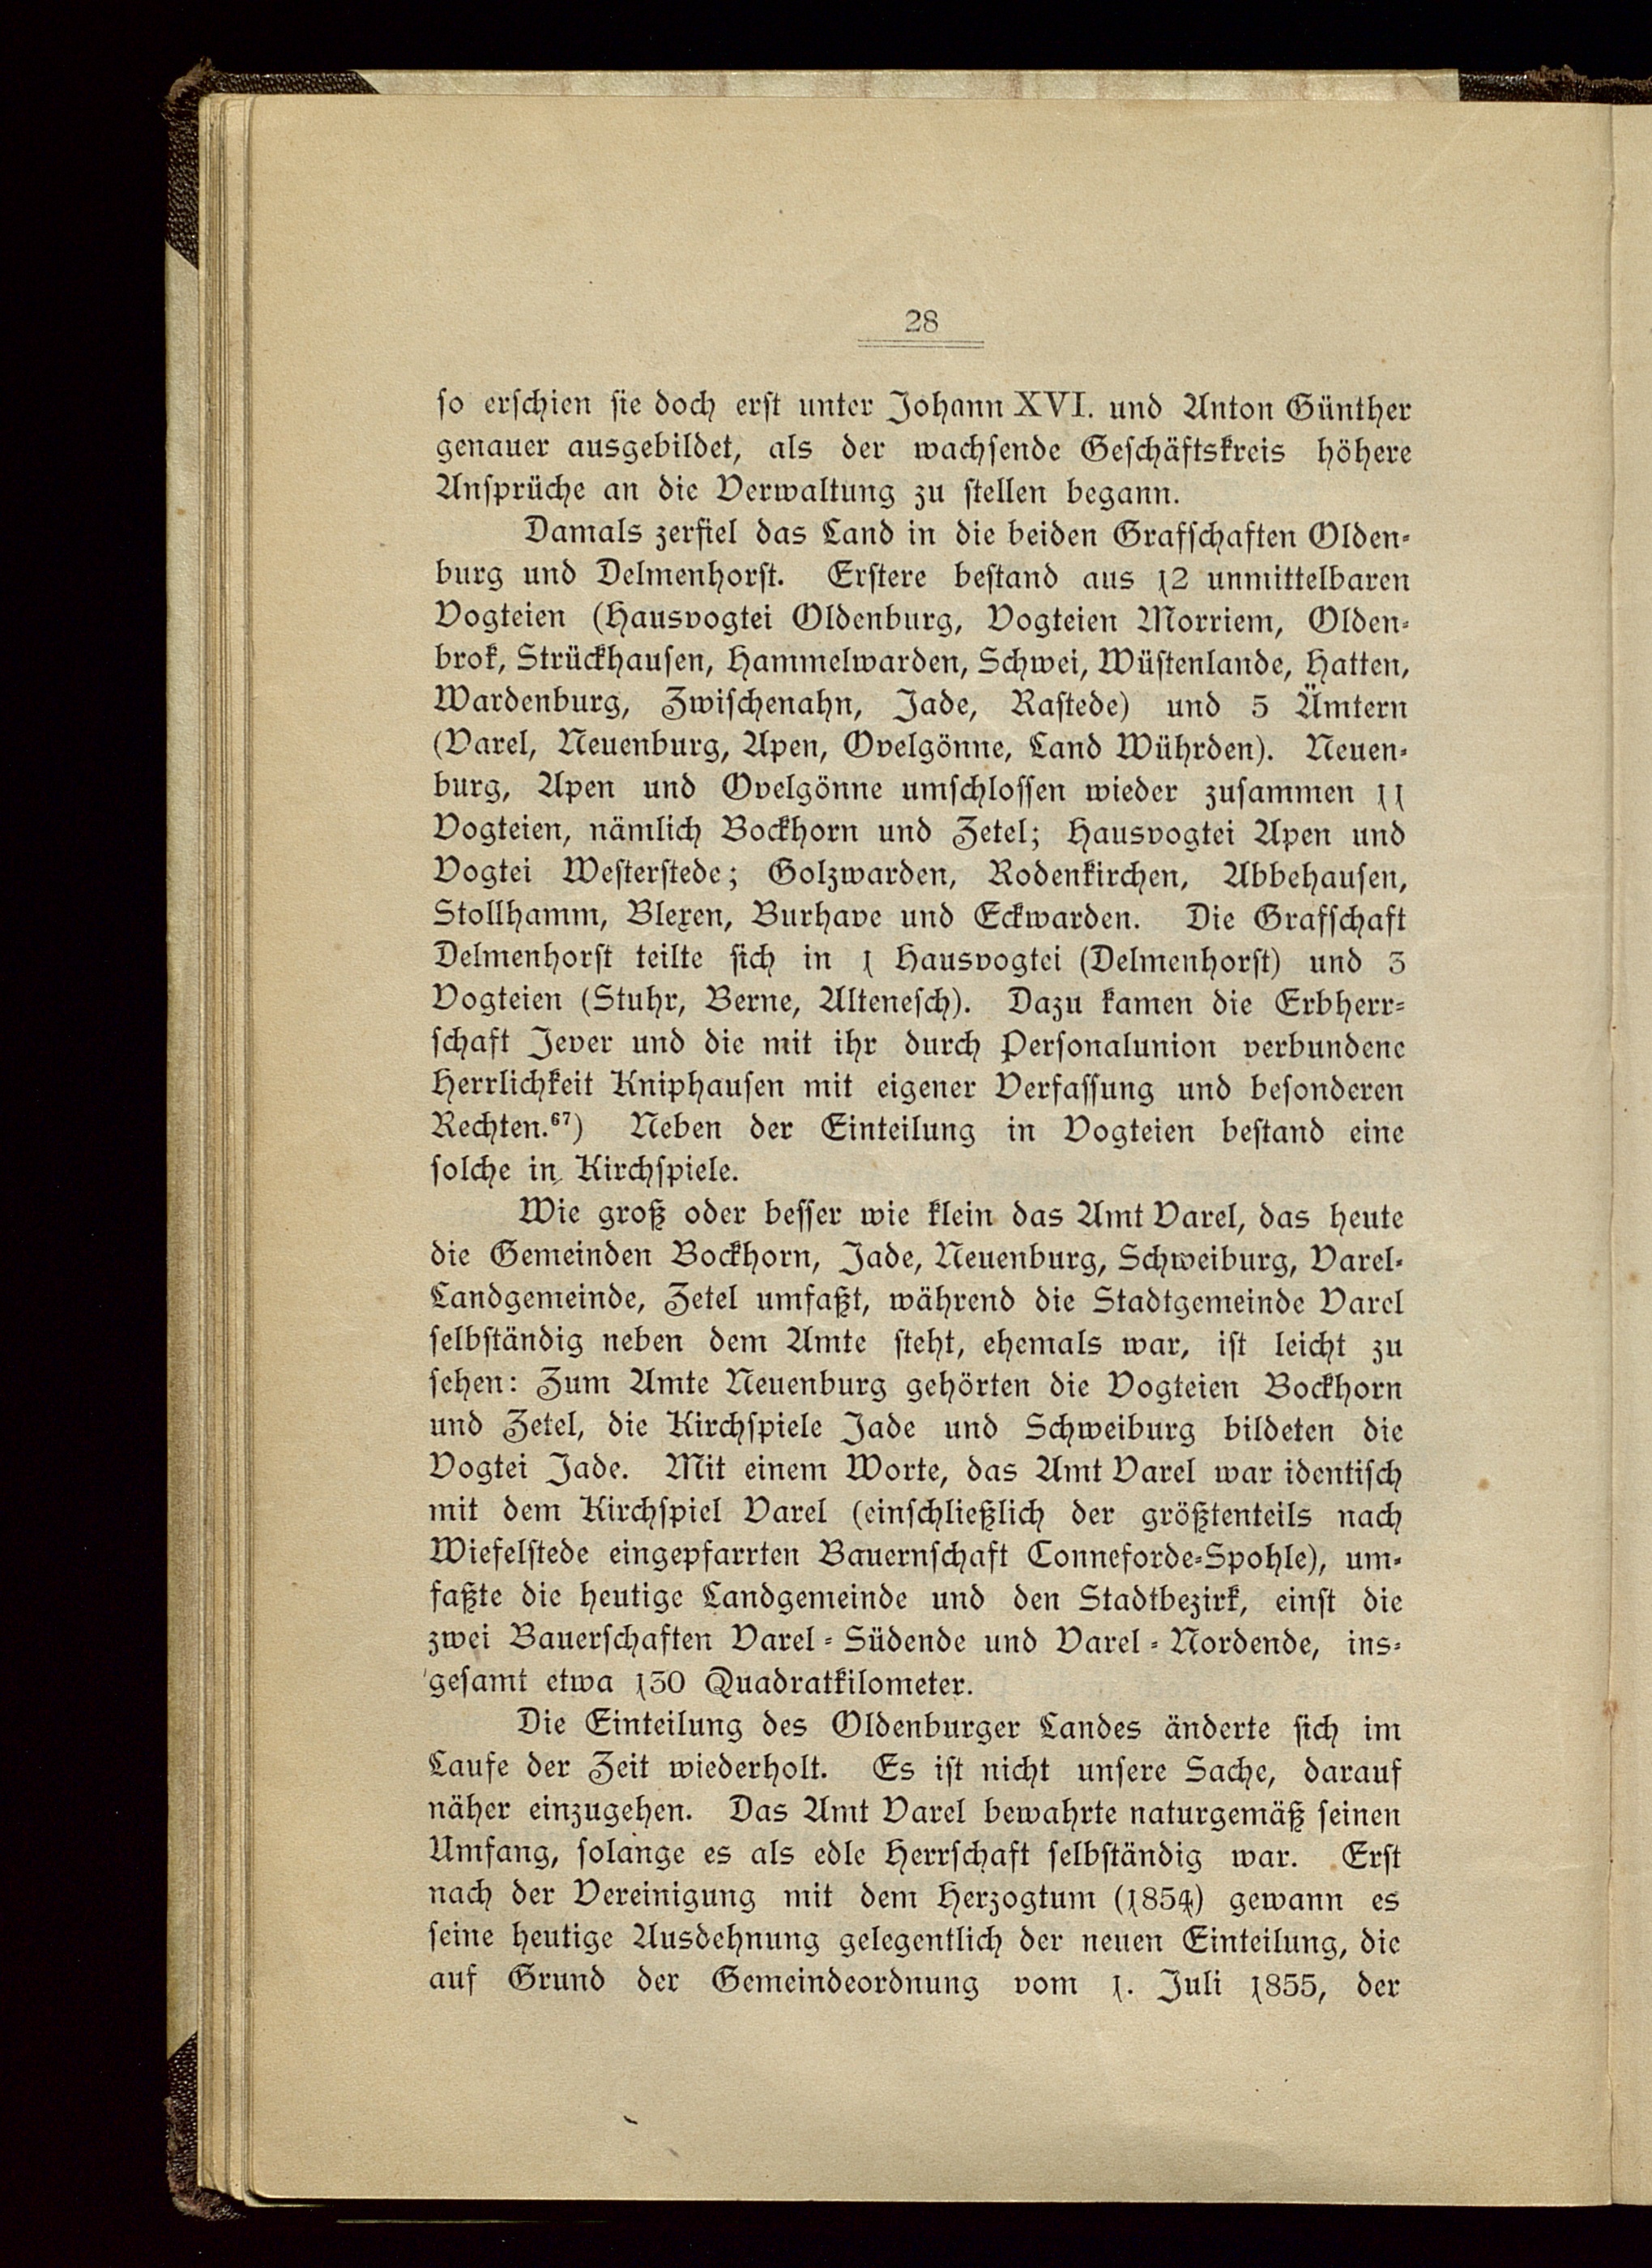 28
so erschien sie doch erst unter Johann XVI. und Anton Günther
genauer ausgebildet, als der wachsende Geschäftskreis höhere
Ansprüche an die Verwaltung zu stellen begann.
Damals zerfiel das Land in die beiden Grafschaften Olden-
burg und Delmenhorst. Erstere bestand aus 12 unmittelbaren
Vogteien (Hausvogtei Oldenburg, Vogteien Morriem, Olden-
brok, Strückhausen, Hammelwarden, Schwei, Wüstenlande, Hatten,
Wardenburg, Zwischenahn, Jade, Rastede) und 5 Ämtern
(Varel, Neuenburg, Apen, Ovelgönne, Land Wührden). Neuen-
burg, Apen und Ovelgönne umschlossen wieder zusammen 11
Vogteien, nämlich Bockhorn und Zetel; Hausvogtei Apen und
Vogtei Westerstede; Golzwarden, Rodenkirchen, Abbehausen,
Stollhamm, Blexen, Burhave und Eckwarden. Die Grafschaft
Delmenhorst teilte sich in 1 Hausvogtei (Delmenhorst) und 3
Vogteien (Stuhr, Berne, Altenesch). Dazu kamen die Erbherr-
schaft Jever und die mit ihr durch Personalunion verbundene
Herrlichkeit Kniphausen mit eigener Verfassung und besonderen
Rechten.⁶⁷) Neben der Einteilung in Vogteien bestand eine
solche in Kirchspiele.
Wie groß oder besser wie klein das Amt Varel, das heute
die Gemeinden Bockhorn, Jade, Neuenburg, Schweiburg, Varel-
Landgemeinde, Zetel umfaßt, während die Stadtgemeinde Varel
selbständig neben dem Amte steht, ehemals war, ist leicht zu
sehen: Zum Amte Neuenburg gehörten die Vogteien Bockhorn
und Zetel, die Kirchspiele Jade und Schweiburg bildeten die
Vogtei Jade. Mit einem Worte, das Amt Varel war identisch
mit dem Kirchspiel Varel (einschließlich der größtenteils nach
Wiefelstede eingepfarrten Bauernschaft Conneforde-Spohle), um-
faßte die heutige Landgemeinde und den Stadtbezirk, einst die
zwei Bauerschaften Varel-Südende und Varel-Nordende, ins-
gesamt etwa 130 Quadratkilometer.
Die Einteilung des Oldenburger Landes änderte sich im
Laufe der Zeit wiederholt. Es ist nicht unsere Sache, darauf
näher einzugehen. Das Amt Varel bewahrte naturgemäß seinen
Umfang, solange es als edle Herrschaft selbständig war. Erst
nach der Vereinigung mit dem Herzogtum (1854) gewann es
seine heutige Ausdehnung gelegentlich der neuen Einteilung, die
auf Grund der Gemeindeordnung vom 1. Juli 1855, der